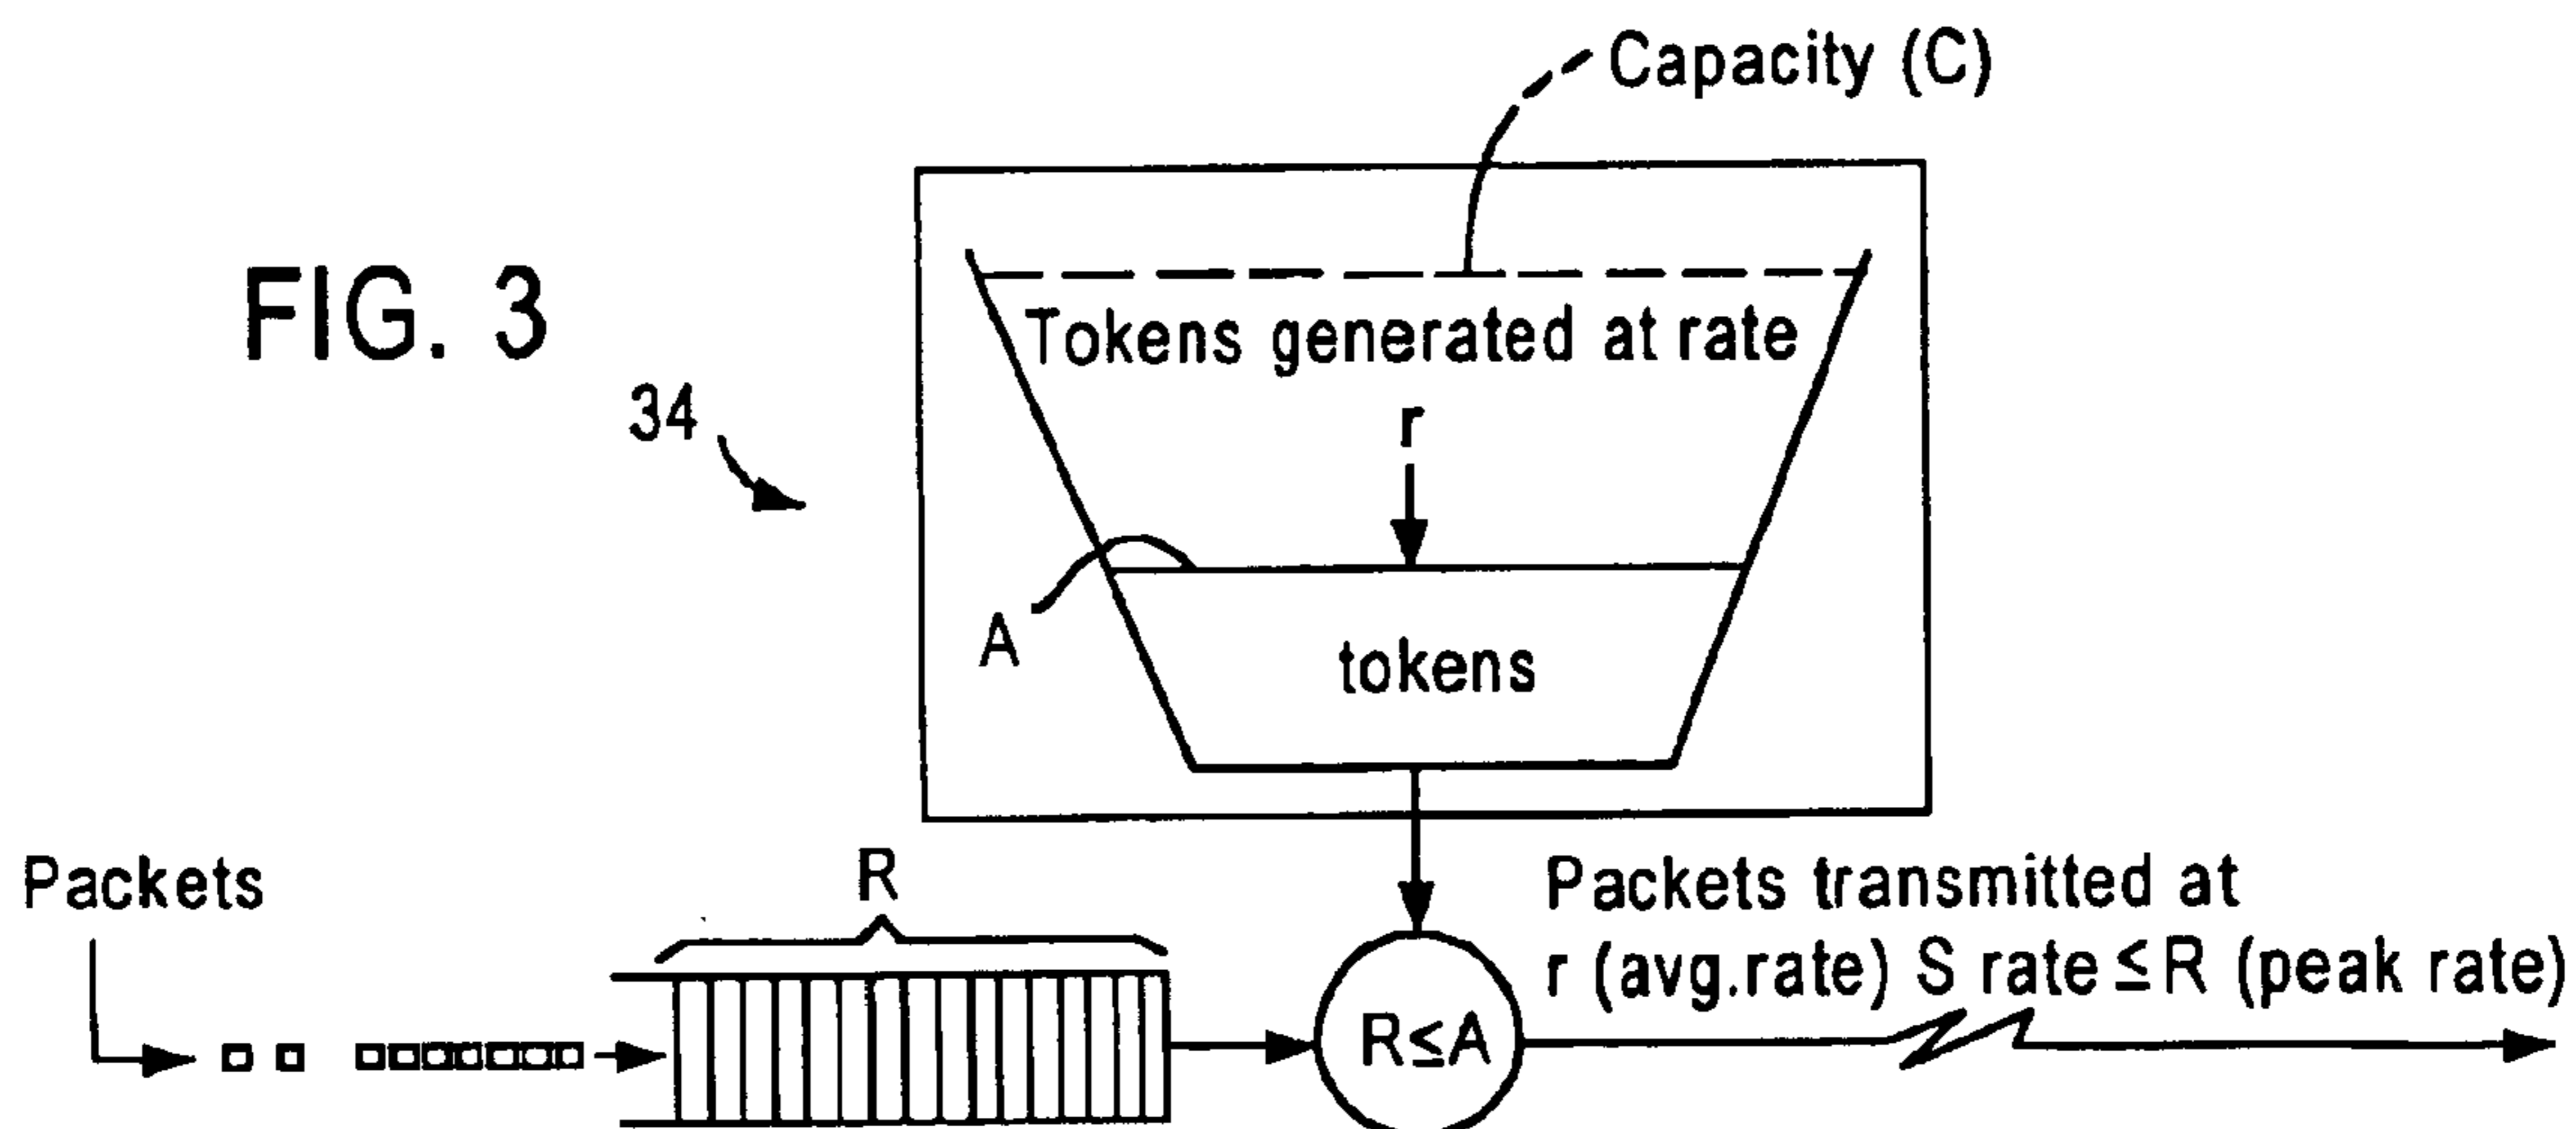 Capacity (C)
FIG. 3
Tokens generated at rate
34
r
A
tokens
Packets
R
Packets transmitted at
r (avg.rate) S rate ≤ R (peak rate)
R≤A